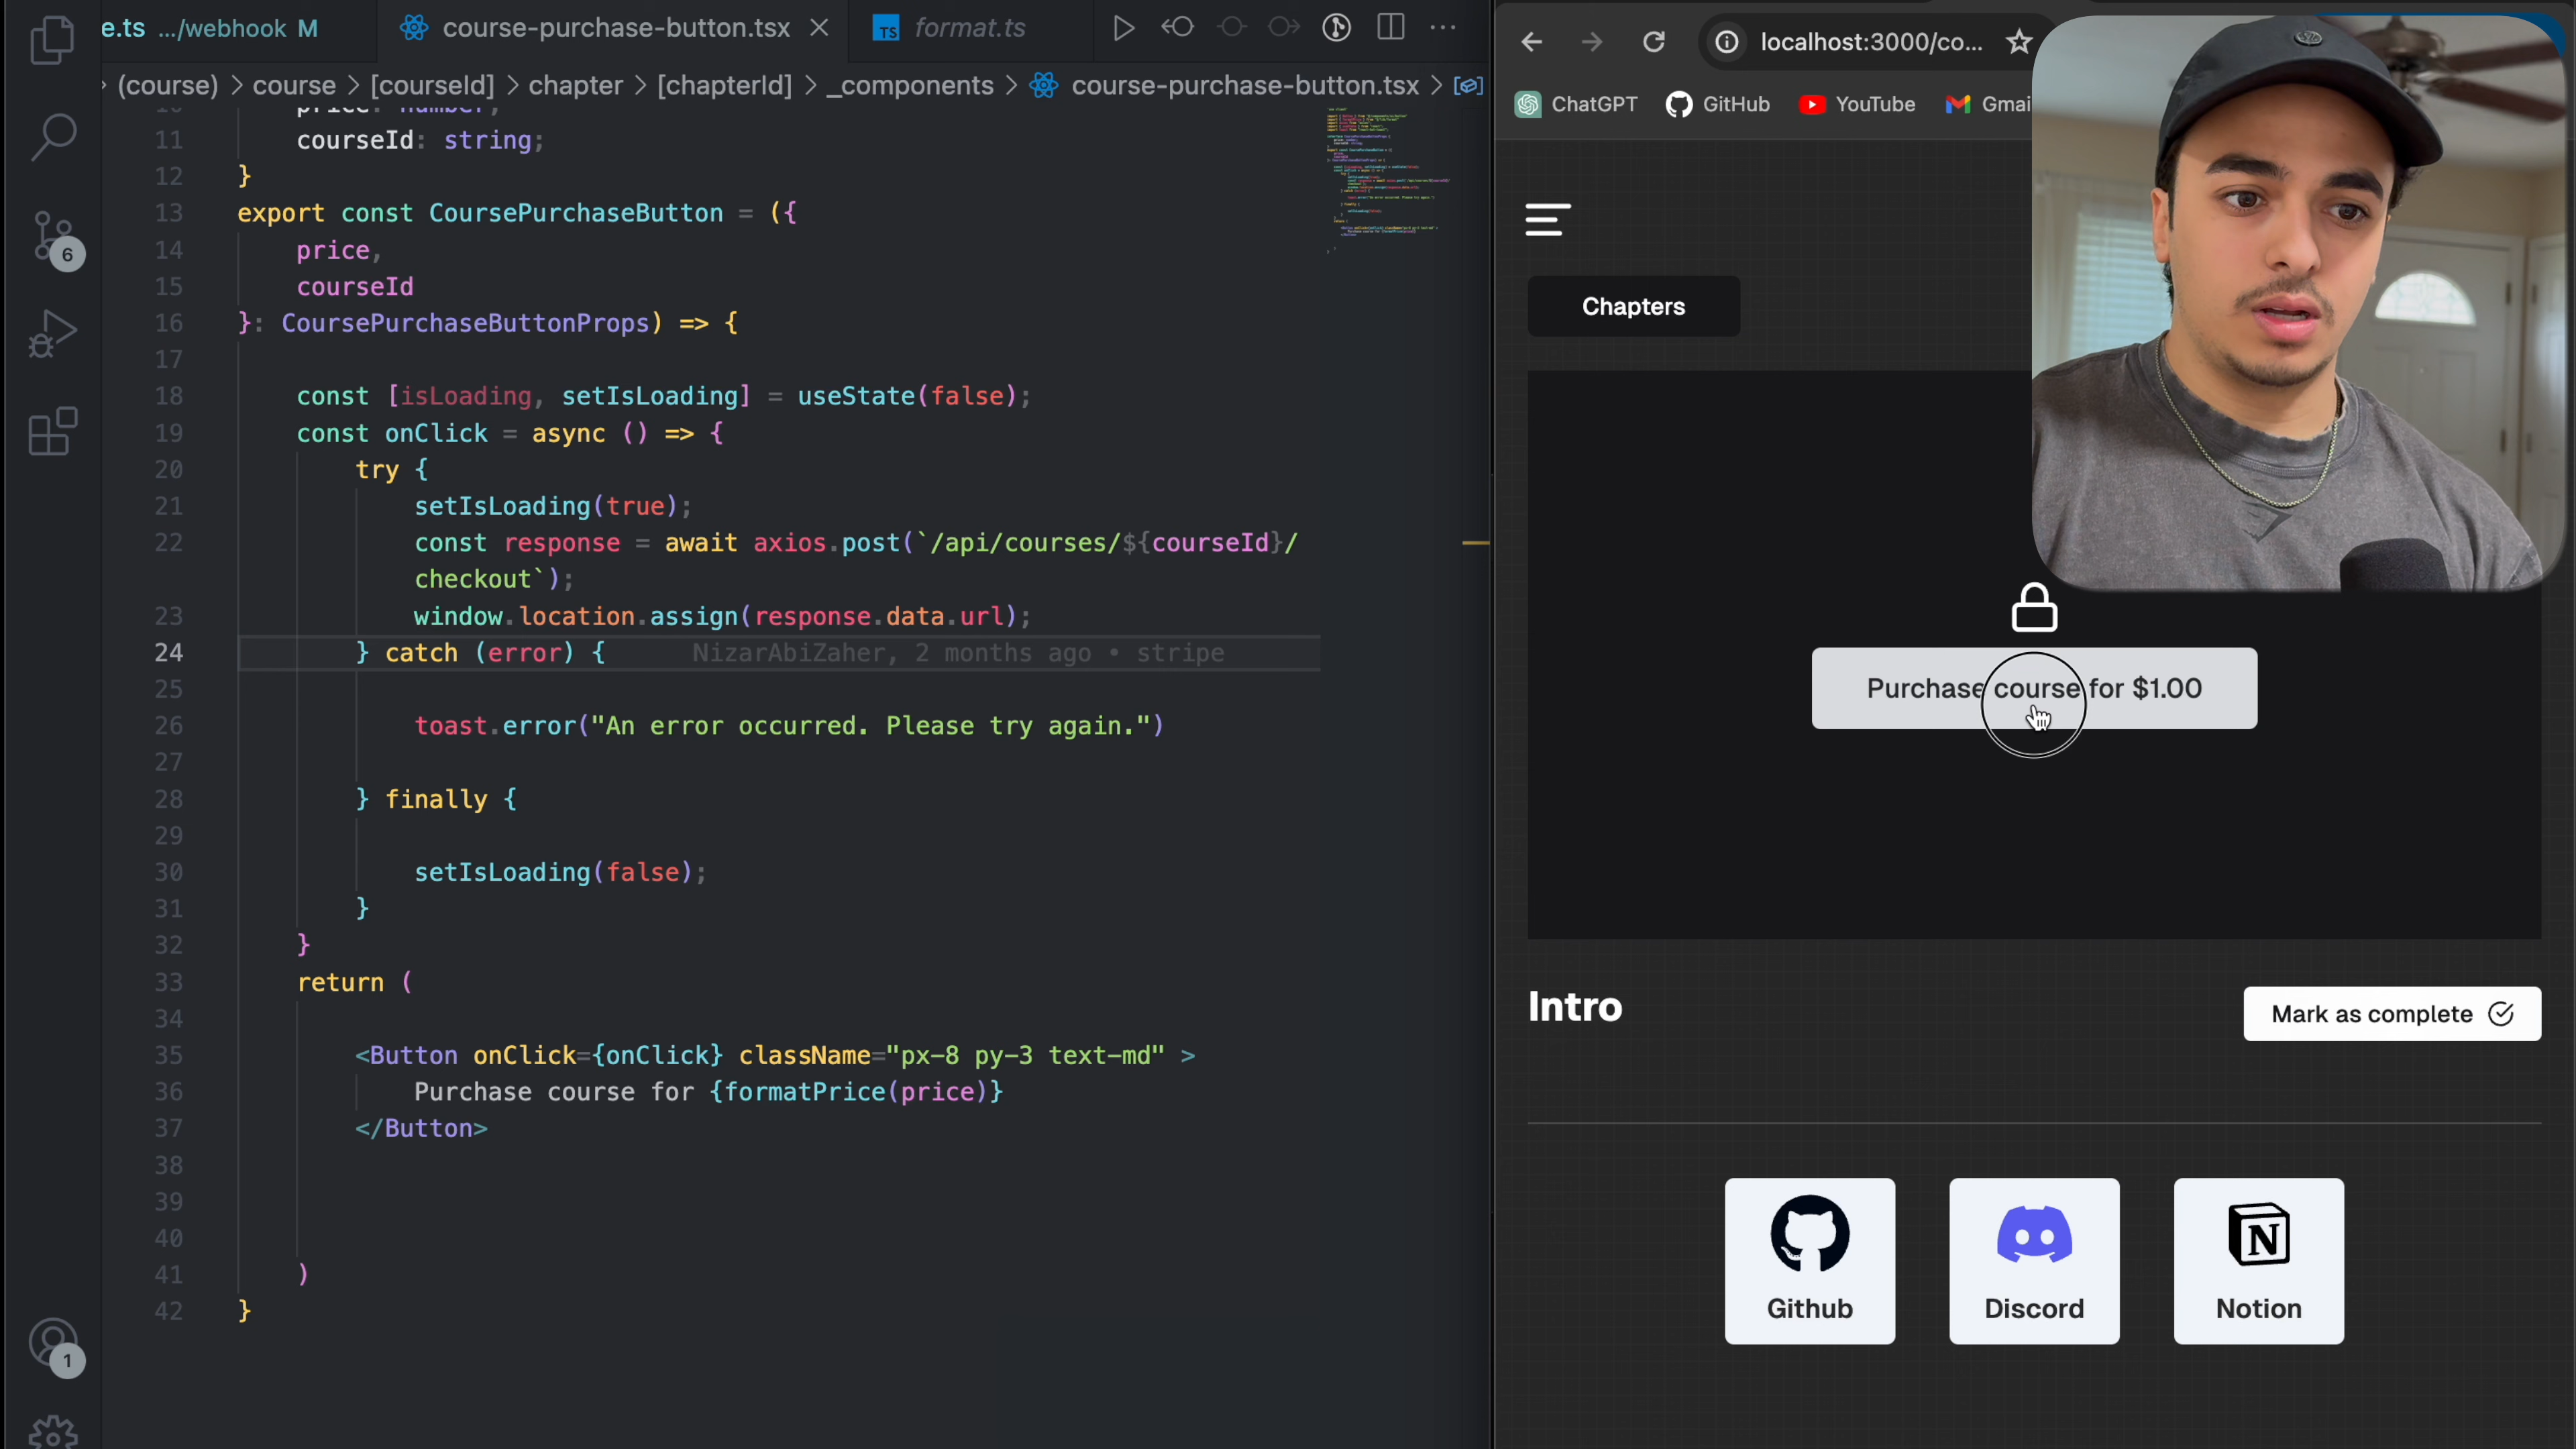 e.ts .../webhook M
course-purchase-button.tsx
format.ts
(course) > course > [courseId] > chapter > [chapterId] > _components > course-purchase-button.tsx >
price: number;
11 courseId: string;
12 }
13 export const CoursePurchaseButton = ({
14 price,
15 courseId
16 }: CoursePurchaseButtonProps) => {
17
18 const [isLoading, setIsLoading] = useState(false);
19 const onClick = async () => {
20 try {
21 setIsLoading(true);
22 const response = await axios.post(`/api/courses/${courseId}/
checkout`);
23 window.location.assign(response.data.url);
24 } catch (error) { NizarAbiZaher, 2 months ago • stripe
25
26 toast.error("An error occurred. Please try again.")
27
28 } finally {
29
30 setIsLoading(false);
31 }
32 }
33 return (
34
35 <Button onClick={onClick} className="px-8 py-3 text-md" >
36 Purchase course for {formatPrice(price)}
37 </Button>
38
39
40
41 )
42 }
6
1
localhost:3000/co...
ChatGPT
GitHub
YouTube
Gmai
Chapters
Purchase course for $1.00
Intro
Mark as complete
Github
Discord
Notion